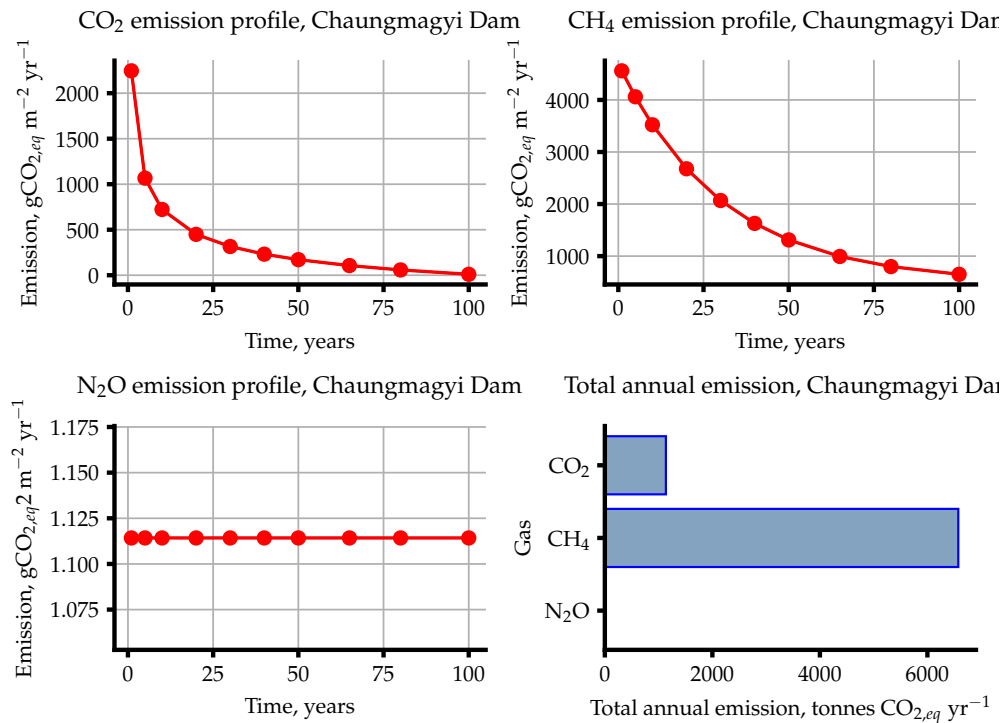 CO₂ emission profile, Chaungmagyi Dam
Emission, gCO₂,eq m⁻² yr⁻¹
2000
1500
1000
500
0
0 25 50 75 100
Time, years
CH₄ emission profile, Chaungmagyi Dam
Emission, gCO₂,eq m⁻² yr⁻¹
4000
3000
2000
1000
0 25 50 75 100
Time, years
N₂O emission profile, Chaungmagyi Dam
Emission, gCO₂,eq2 m⁻² yr⁻¹
1.175
1.150
1.125
1.100
1.075
0 25 50 75 100
Time, years
Total annual emission, Chaungmagyi Dam
Gas
CO₂
CH₄
N₂O
0 2000 4000 6000
Total annual emission, tonnes CO₂,eq yr⁻¹